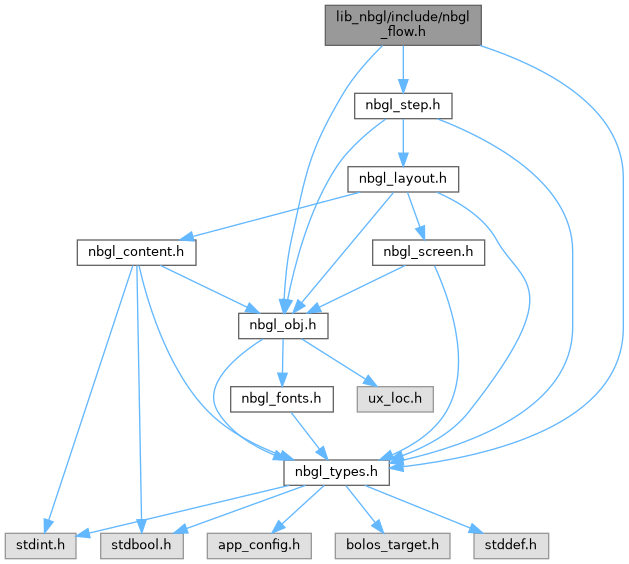 lib_nbgl/include/nbgl
_flow.h
nbgl_step.h
nbgl_layout.h
nbgl_content.h
nbgl_screen.h
nbgl_obj.h
nbgl_fonts.h
ux_loc.h
nbgl_types.h
stdint.h
stdbool.h
app_config.h
bolos_target.h
stddef.h